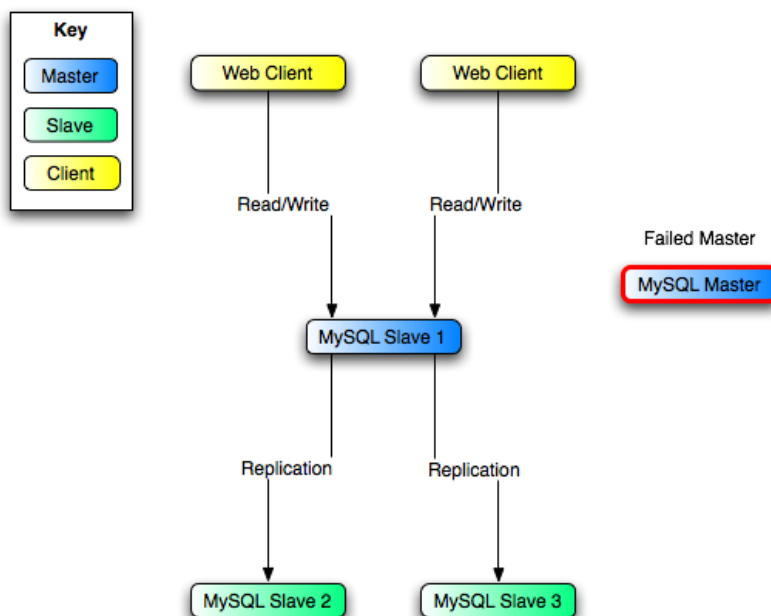 Key
Master
Slave
Client
Web Client
Web Client
Read/Write
Read/Write
Failed Master
MySQL Master
MySQL Slave 1
Replication
Replication
MySQL Slave 2
MySQL Slave 3